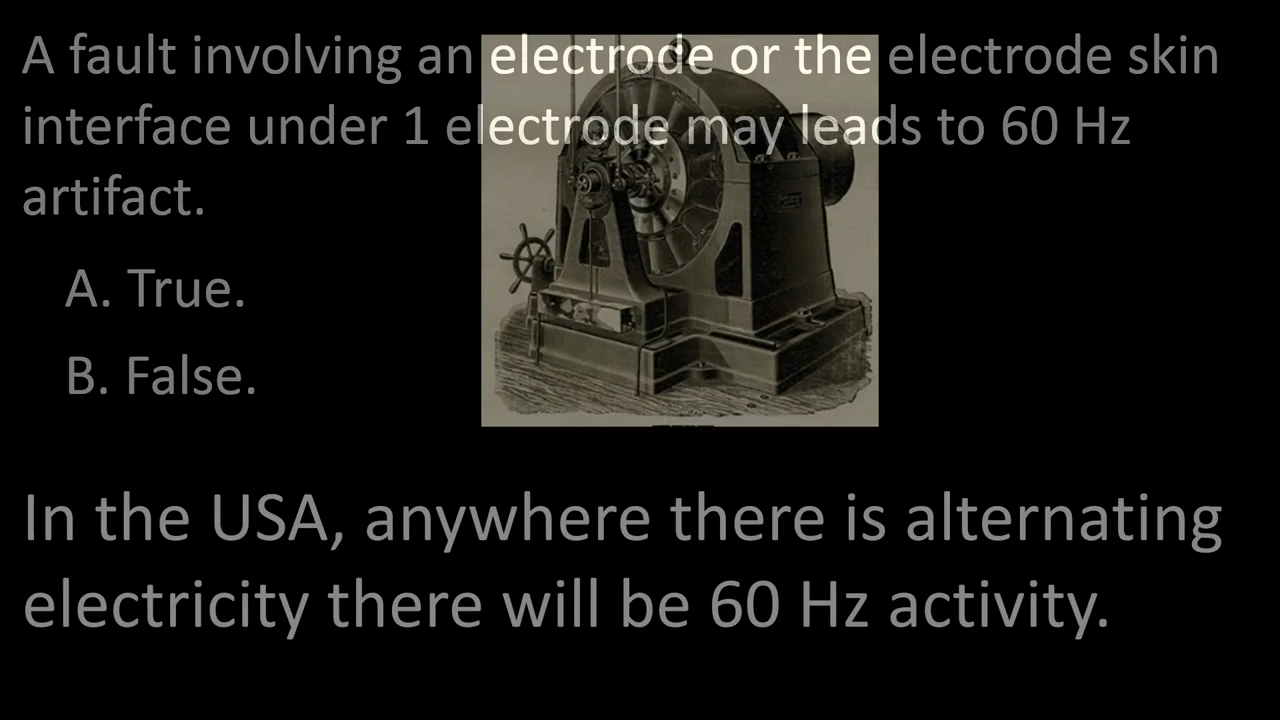 A fault involving an electrode or the electrode skin
interface under 1 electrode may leads to 60 Hz
artifact.
A. True.
B. False.
In the USA, anywhere there is alternating
electricity there will be 60 Hz activity.